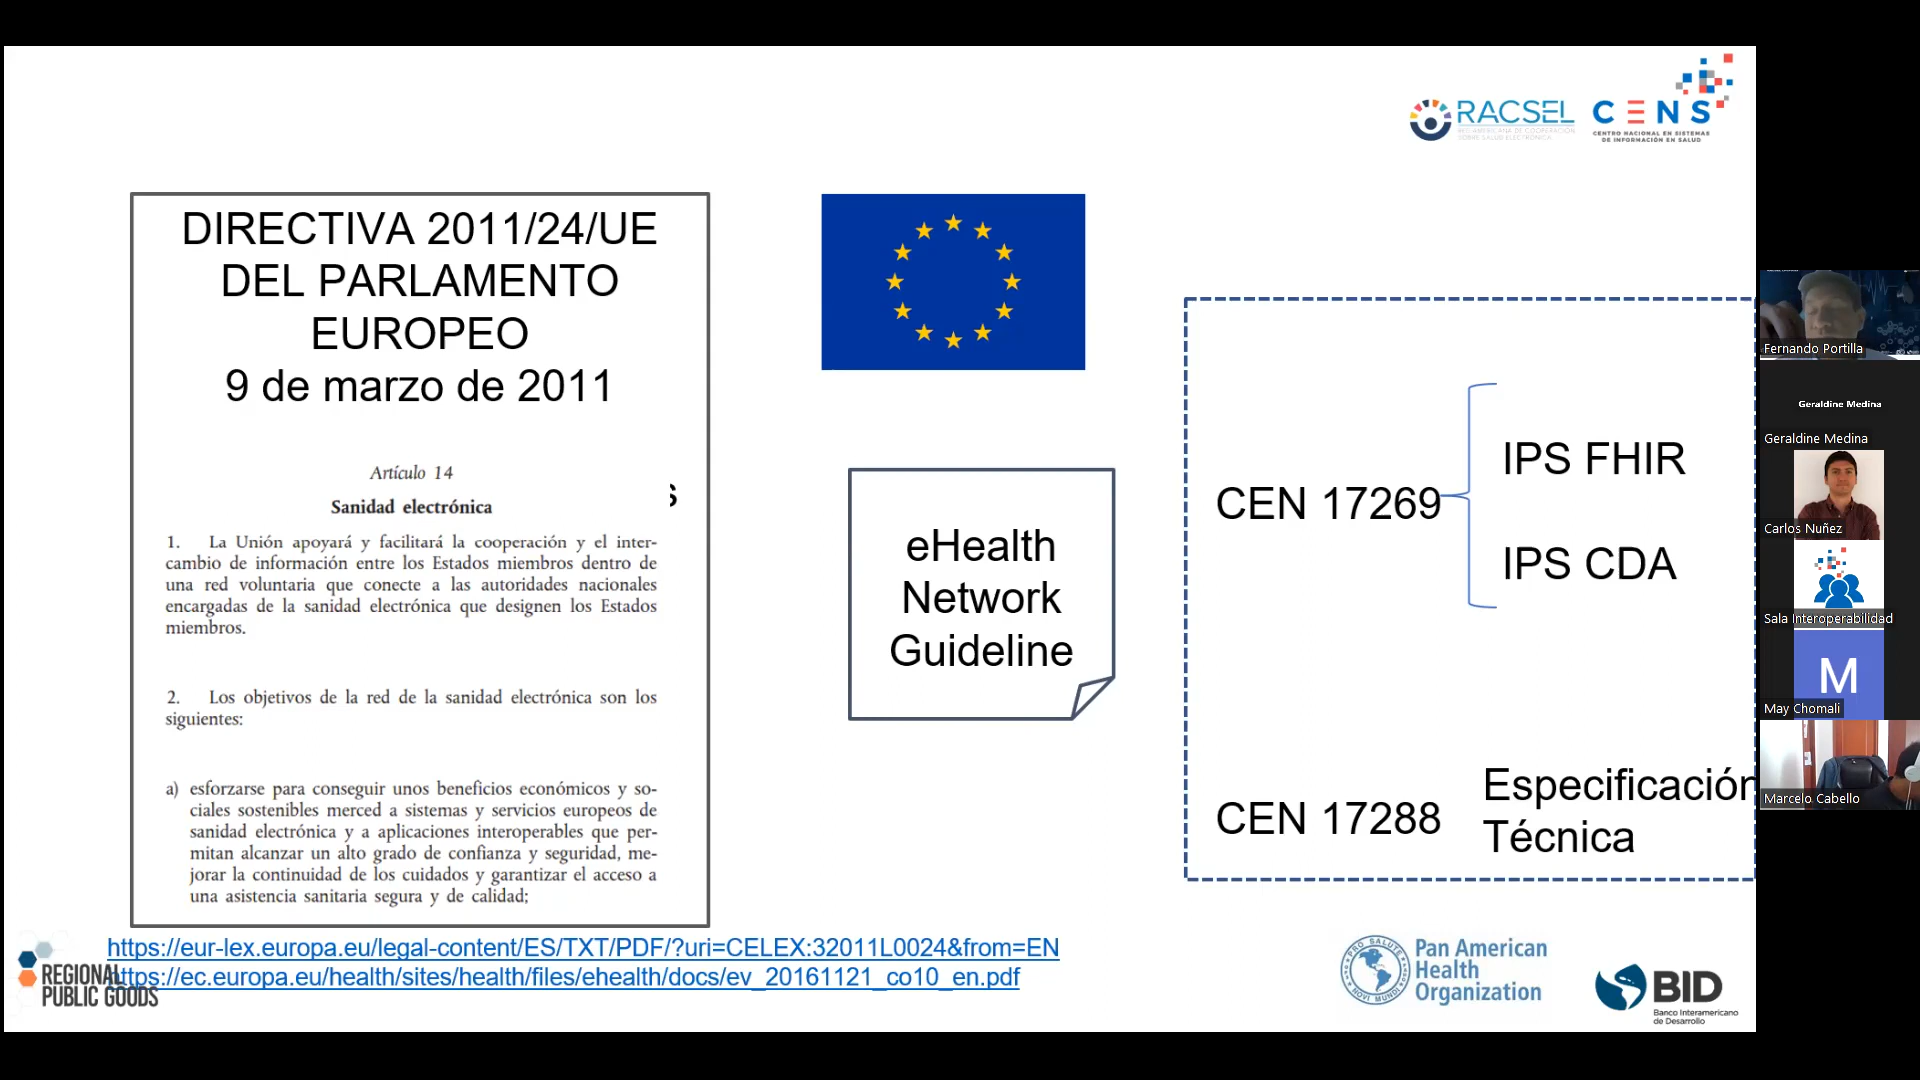 RACSEL
CENS
CENTRO NACIONAL EN SISTEMAS
DE INFORMACIÓN EN SALUD
DIRECTIVA 2011/24/UE
DEL PARLAMENTO
EUROPEO
9 de marzo de 2011
Artículo 14
Sanidad electrónica
1. La Unión apoyará y facilitará la cooperación y el inter-
cambio de información entre los Estados miembros dentro de
una red voluntaria que conecte a las autoridades nacionales
encargadas de la sanidad electrónica que designen los Estados
miembros.
2. Los objetivos de la red de la sanidad electrónica son los
siguientes:
a) esforzarse para conseguir unos beneficios económicos y so-
ciales sostenibles merced a sistemas y servicios europeos de
sanidad electrónica y a aplicaciones interoperables que per-
mitan alcanzar un alto grado de confianza y seguridad, me-
jorar la continuidad de los cuidados y garantizar el acceso a
una asistencia sanitaria segura y de calidad;
s
eHealth
Network
Guideline
CEN 17269
IPS FHIR
IPS CDA
CEN 17288
Especificación
Técnica
https://eur-lex.europa.eu/legal-content/ES/TXT/PDF/?uri=CELEX:32011L0024&from=EN
https://ec.europa.eu/health/sites/health/files/ehealth/docs/ev_20161121_co10_en.pdf
REGIONAL
PUBLIC GOODS
PRO SALUTE
NOVI MUNDI
Pan American
Health
Organization
BID
Banco Interamericano
de Desarrollo
Fernando Portilla
Geraldine Medina
Geraldine Medina
Carlos Nuñez
Sala Interoperabilidad
M
May Chomali
Marcelo Cabello